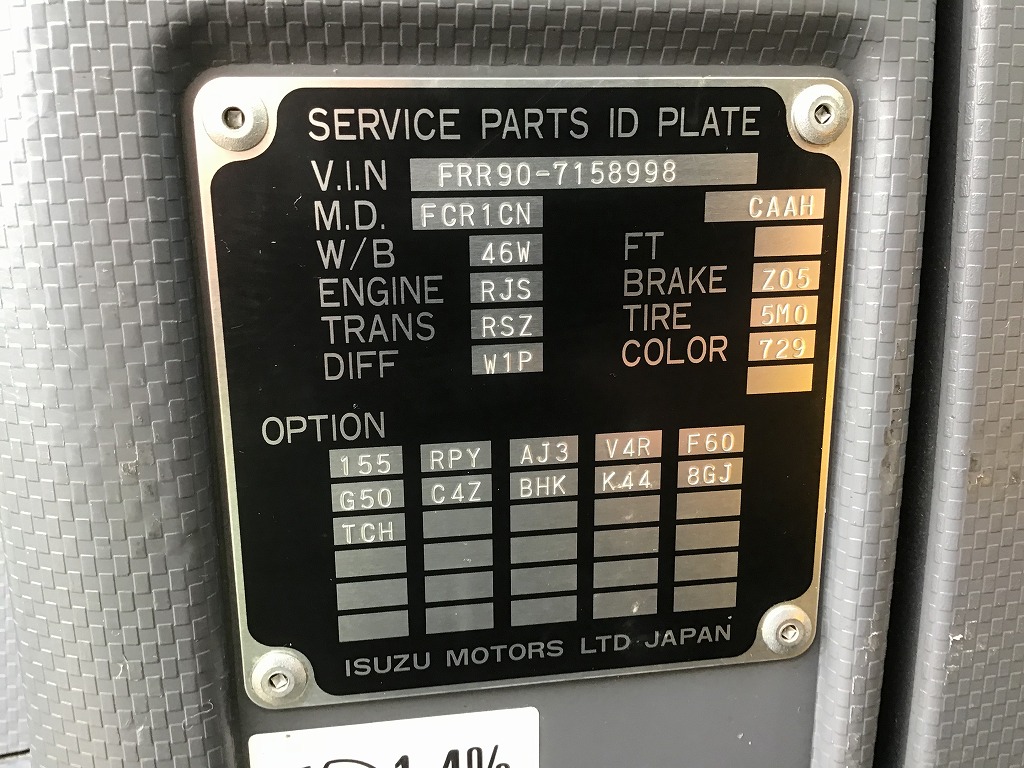 SERVICE PARTS ID PLATE
V.I.N FRR90-7158998
M.D. FCR1CN CAAH
W/B 46W FT
ENGINE RJS BRAKE Z05
TRANS RSZ TIRE 5M0
DIFF W1P COLOR 729
OPTION
155 RPY AJ3 V4R F60
G50 C4Z BHK K44 8GJ
TCH
ISUZU MOTORS LTD JAPAN
1.4%